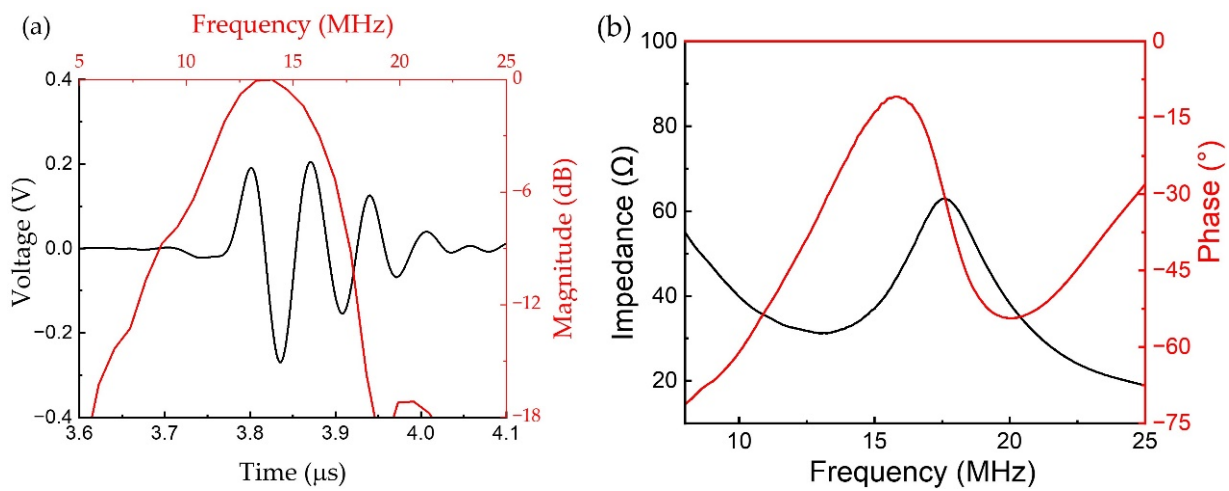 (a)
Frequency (MHz)
5 10 15 20 25
0.4
0.2
0.0
−0.2
−0.4
Voltage (V)
0
−6
−12
−18
Magnitude (dB)
3.6 3.7 3.8 3.9 4.0 4.1
Time (μs)
(b)
100
80
60
40
20
Impedance (Ω)
0
−15
−30
−45
−60
−75
Phase (°)
10 15 20 25
Frequency (MHz)